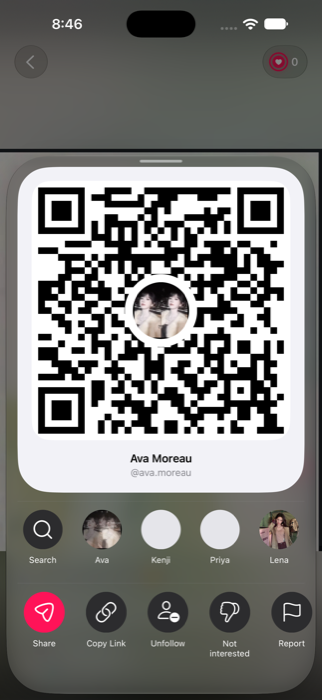 8:46
0
Ava Moreau
@ava.moreau
Search
Ava
Kenji
Priya
Lena
Share
Copy Link
Unfollow
Not
interested
Report